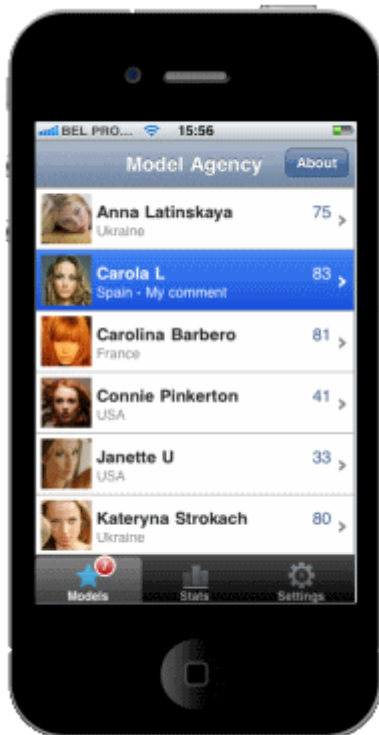 BEL PRO... 15:56
Model Agency About
Anna Latinskaya 75
Ukraine
Carola L 83
Spain - My comment
Carolina Barbero 81
France
Connie Pinkerton 41
USA
Janette U 33
USA
Kateryna Strokach 80
Ukraine
Models Stats Settings